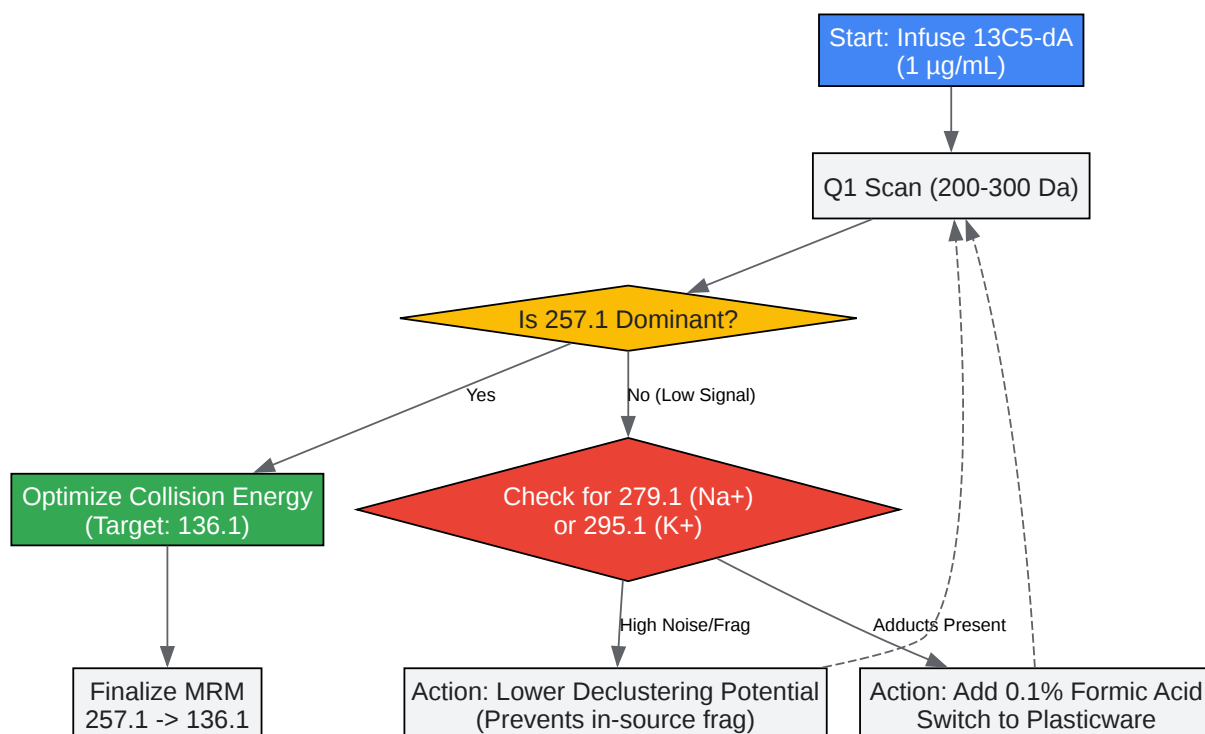 Start: Infuse 13C5-dA
(1 µg/mL)
Q1 Scan (200-300 Da)
Is 257.1 Dominant?
Yes
No (Low Signal)
Optimize Collision Energy
(Target: 136.1)
Check for 279.1 (Na+)
or 295.1 (K+)
High Noise/Frag
Adducts Present
Finalize MRM
257.1 -> 136.1
Action: Lower Declustering Potential
(Prevents in-source frag)
Action: Add 0.1% Formic Acid
Switch to Plasticware